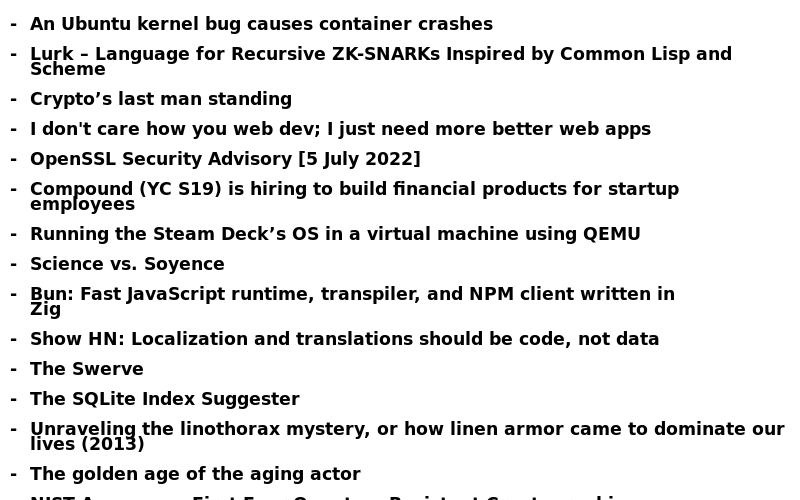 - An Ubuntu kernel bug causes container crashes
- Lurk – Language for Recursive ZK-SNARKs Inspired by Common Lisp and
Scheme
- Crypto’s last man standing
- I don't care how you web dev; I just need more better web apps
- OpenSSL Security Advisory [5 July 2022]
- Compound (YC S19) is hiring to build financial products for startup
employees
- Running the Steam Deck’s OS in a virtual machine using QEMU
- Science vs. Soyence
- Bun: Fast JavaScript runtime, transpiler, and NPM client written in
Zig
- Show HN: Localization and translations should be code, not data
- The Swerve
- The SQLite Index Suggester
- Unraveling the linothorax mystery, or how linen armor came to dominate our
lives (2013)
- The golden age of the aging actor